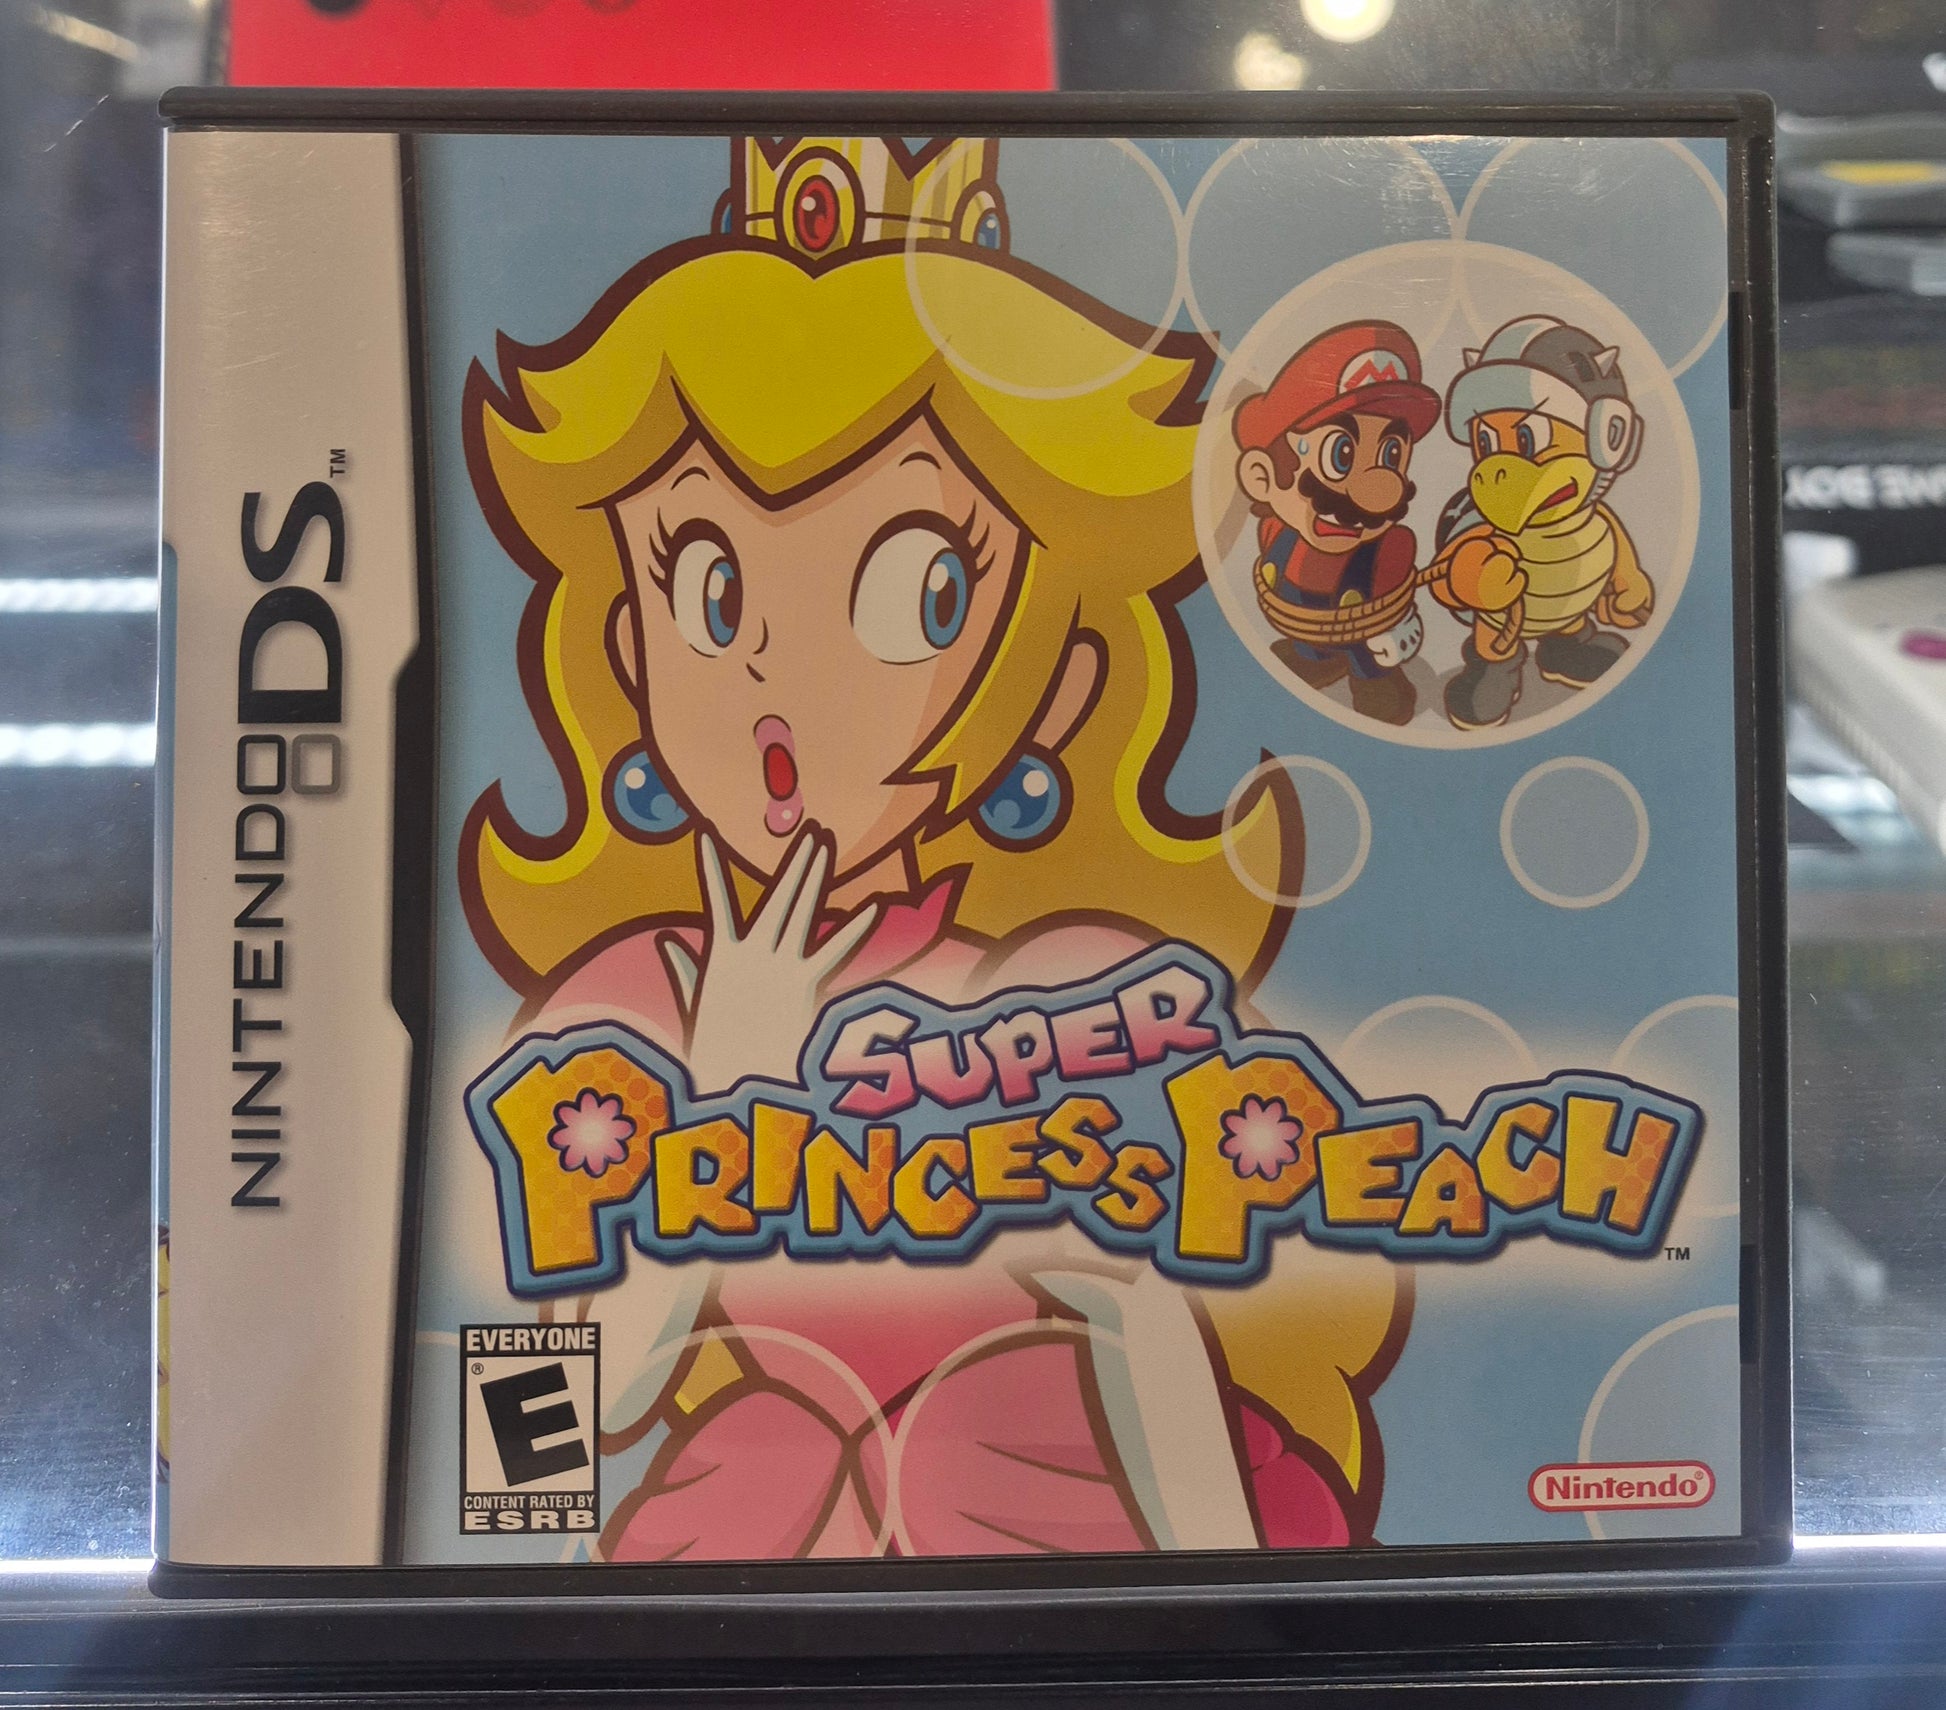 NINTENDO DS™
SUPER
PRINCESS PEACH™
EVERYONE
E®
CONTENT RATED BY
ESRB
Nintendo®
M